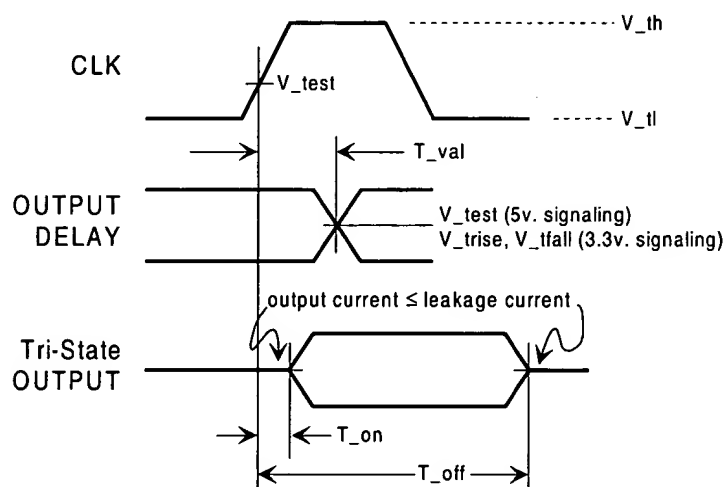 V_th
CLK
V_test
V_tl
T_val
OUTPUT
DELAY
V_test (5v. signaling)
V_trise, V_tfall (3.3v. signaling)
output current ≤ leakage current
Tri-State
OUTPUT
T_on
T_off